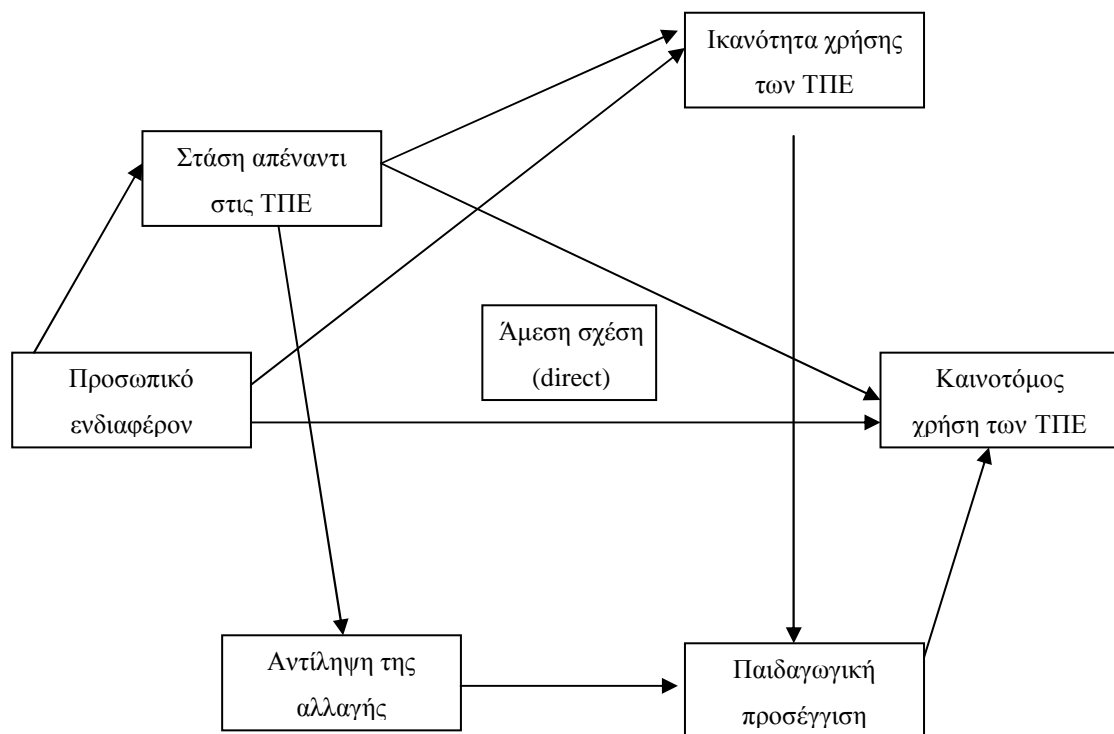 Ικανότητα χρήσης
των ΤΠΕ
Στάση απέναντι
στις ΤΠΕ
Άμεση σχέση
(direct)
Προσωπικό
ενδιαφέρον
Καινοτόμος
χρήση των ΤΠΕ
Αντίληψη της
αλλαγής
Παιδαγωγική
προσέγγιση